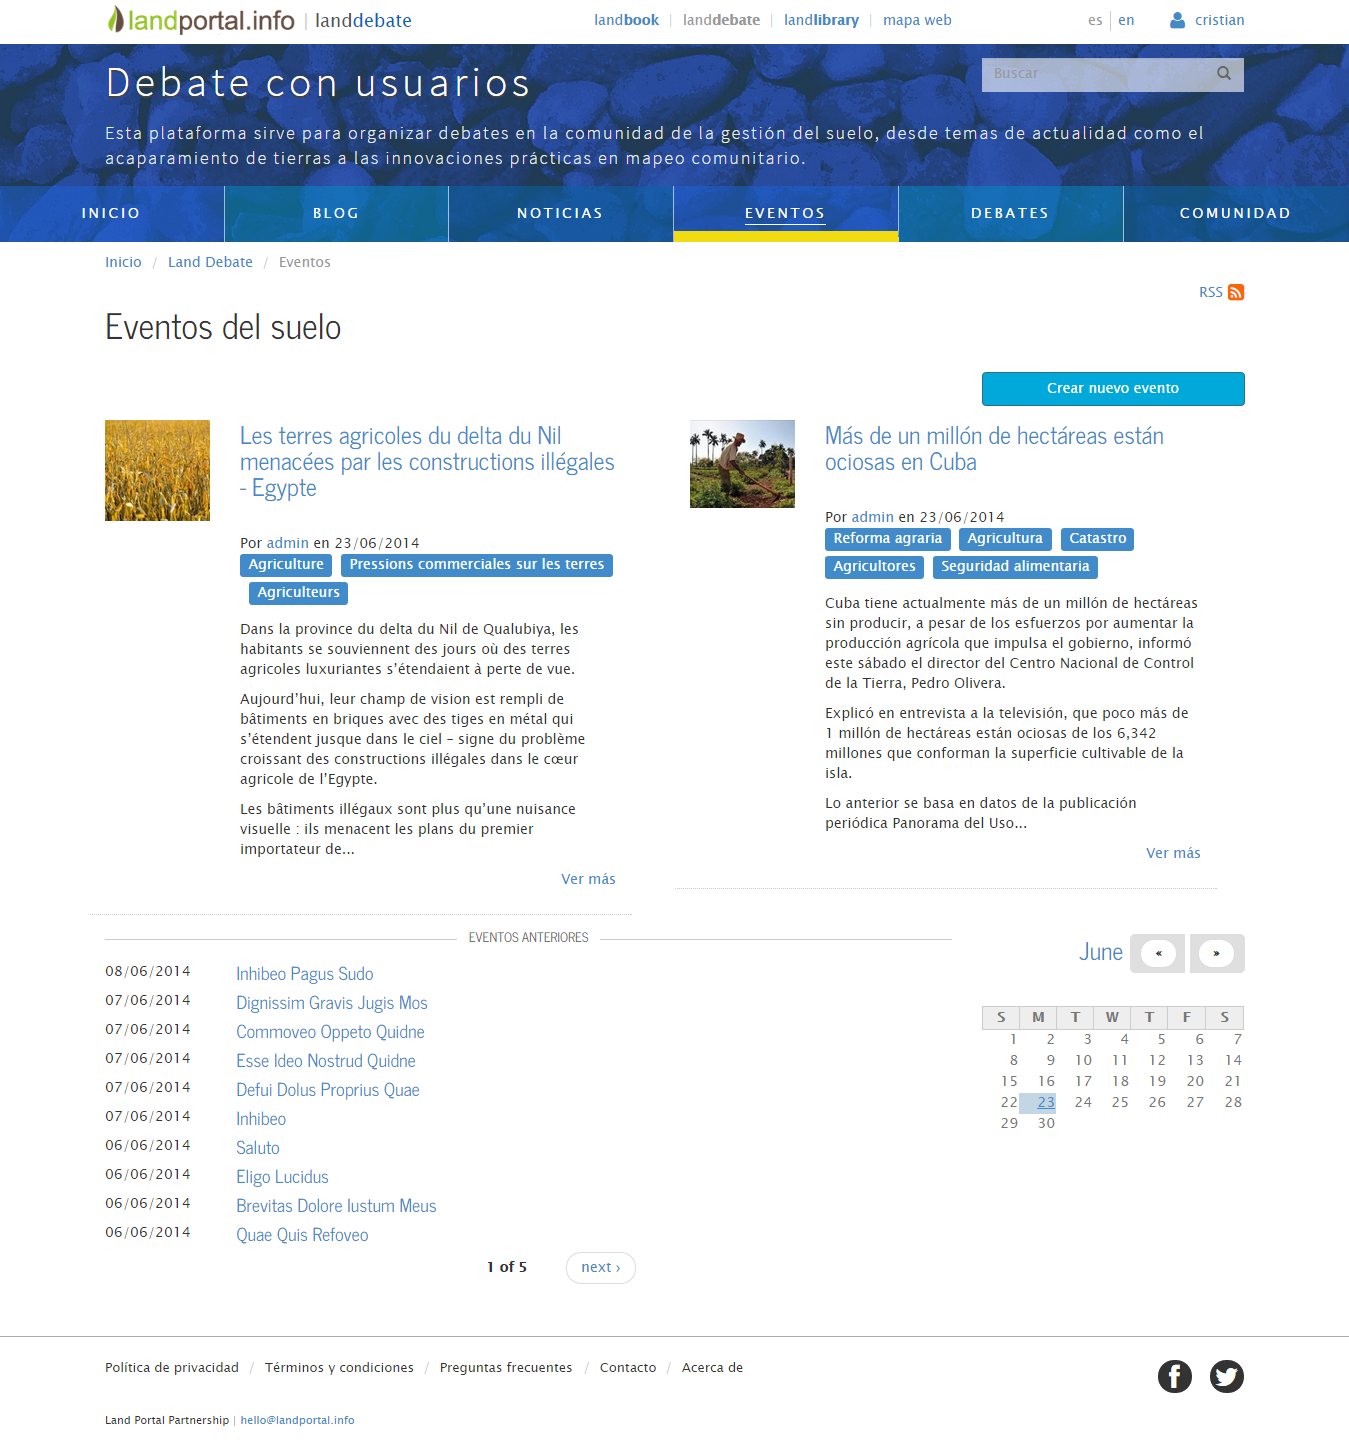 landportal.info | landdebate
landbook | landdebate | landlibrary | mapa web
es | en
cristian
Debate con usuarios
Buscar
Esta plataforma sirve para organizar debates en la comunidad de la gestión del suelo, desde temas de actualidad como el
acaparamiento de tierras a las innovaciones prácticas en mapeo comunitario.
INICIO
BLOG
NOTICIAS
EVENTOS
DEBATES
COMUNIDAD
Inicio / Land Debate / Eventos
RSS
Eventos del suelo
Crear nuevo evento
Les terres agricoles du delta du Nil
menacées par les constructions illégales
- Egypte
Por admin en 23/06/2014
Agriculture Pressions commerciales sur les terres
Agriculteurs
Dans la province du delta du Nil de Qualubiya, les
habitants se souviennent des jours où des terres
agricoles luxuriantes s’étendaient à perte de vue.
Aujourd’hui, leur champ de vision est rempli de
bâtiments en briques avec des tiges en métal qui
s’étendent jusque dans le ciel – signe du problème
croissant des constructions illégales dans le cœur
agricole de l’Egypte.
Les bâtiments illégaux sont plus qu’une nuisance
visuelle : ils menacent les plans du premier
importateur de...
Ver más
Más de un millón de hectáreas están
ociosas en Cuba
Por admin en 23/06/2014
Reforma agraria Agricultura Catastro
Agricultores Seguridad alimentaria
Cuba tiene actualmente más de un millón de hectáreas
sin producir, a pesar de los esfuerzos por aumentar la
producción agrícola que impulsa el gobierno, informó
este sábado el director del Centro Nacional de Control
de la Tierra, Pedro Olivera.
Explicó en entrevista a la televisión, que poco más de
1 millón de hectáreas están ociosas de los 6,342
millones que conforman la superficie cultivable de la
isla.
Lo anterior se basa en datos de la publicación
periódica Panorama del Uso...
Ver más
EVENTOS ANTERIORES
08/06/2014 Inhibeo Pagus Sudo
07/06/2014 Dignissim Gravis Jugis Mos
07/06/2014 Commoveo Oppeto Quidne
07/06/2014 Esse Ideo Nostrud Quidne
07/06/2014 Defui Dolus Proprius Quae
07/06/2014 Inhibeo
06/06/2014 Saluto
06/06/2014 Eligo Lucidus
06/06/2014 Brevitas Dolore Iustum Meus
06/06/2014 Quae Quis Refoveo
1 of 5 next ›
June « »
S M T W T F S
1 2 3 4 5 6 7
8 9 10 11 12 13 14
15 16 17 18 19 20 21
22 23 24 25 26 27 28
29 30
Política de privacidad / Términos y condiciones / Preguntas frecuentes / Contacto / Acerca de
Land Portal Partnership | hello@landportal.info